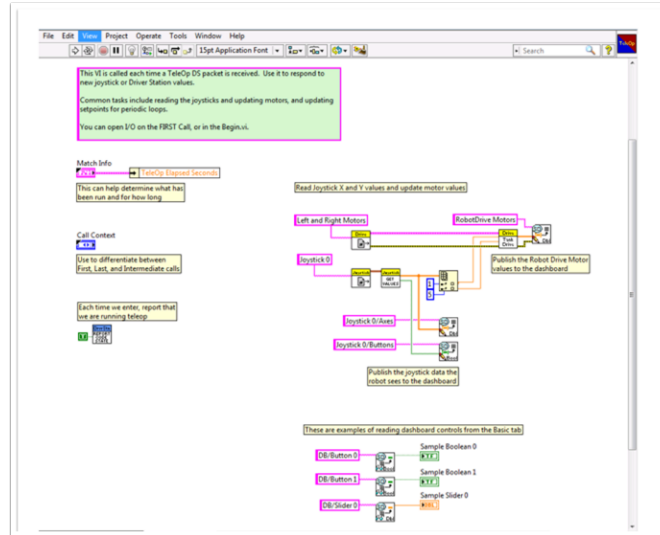 File Edit View Project Operate Tools Window Help
15pt Application Font
Search
TeleOp
This VI is called each time a TeleOp DS packet is received. Use it to respond to
new joystick or Driver Station values.
Common tasks include reading the joysticks and updating motors, and updating
setpoints for periodic loops.
You can open I/O on the FIRST Call, or in the Begin.vi.
Match Info
TeleOp Elapsed Seconds
This can help determine what has
been run and for how long
Call Context
Use to differentiate between
First, Last, and Intermediate calls
Each time we enter, report that
we are running teleop
Read Joystick X and Y values and update motor values
Left and Right Motors
RobotDrive Motors
Publish the Robot Drive Motor
values to the dashboard
Joystick 0
Joystick
Joystick
GET
VALUES
1
5
Joystick 0/Axes
Joystick 0/Buttons
Publish the joystick data the
robot sees to the dashboard
These are examples of reading dashboard controls from the Basic tab
DB/Button 0
Sample Boolean 0
DB/Button 1
Sample Boolean 1
DB/Slider 0
Sample Slider 0